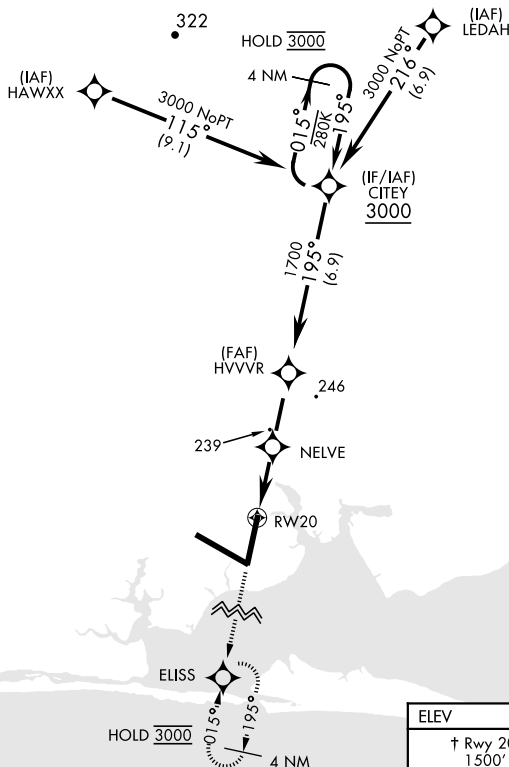 322
(IAF)
LEDAH
HOLD 3000
4 NM
3000 NoPT
216°
(6.9)
(IAF)
HAWXX
3000 NoPT
115°
(9.1)
015°
280K
195°
(IF/IAF)
CITEY
3000
1700
195°
(6.9)
(FAF)
HVVVR
246
239
NELVE
RW20
ELISS
HOLD 3000
015°
195°
4 NM
ELEV
† Rwy 20
1500'